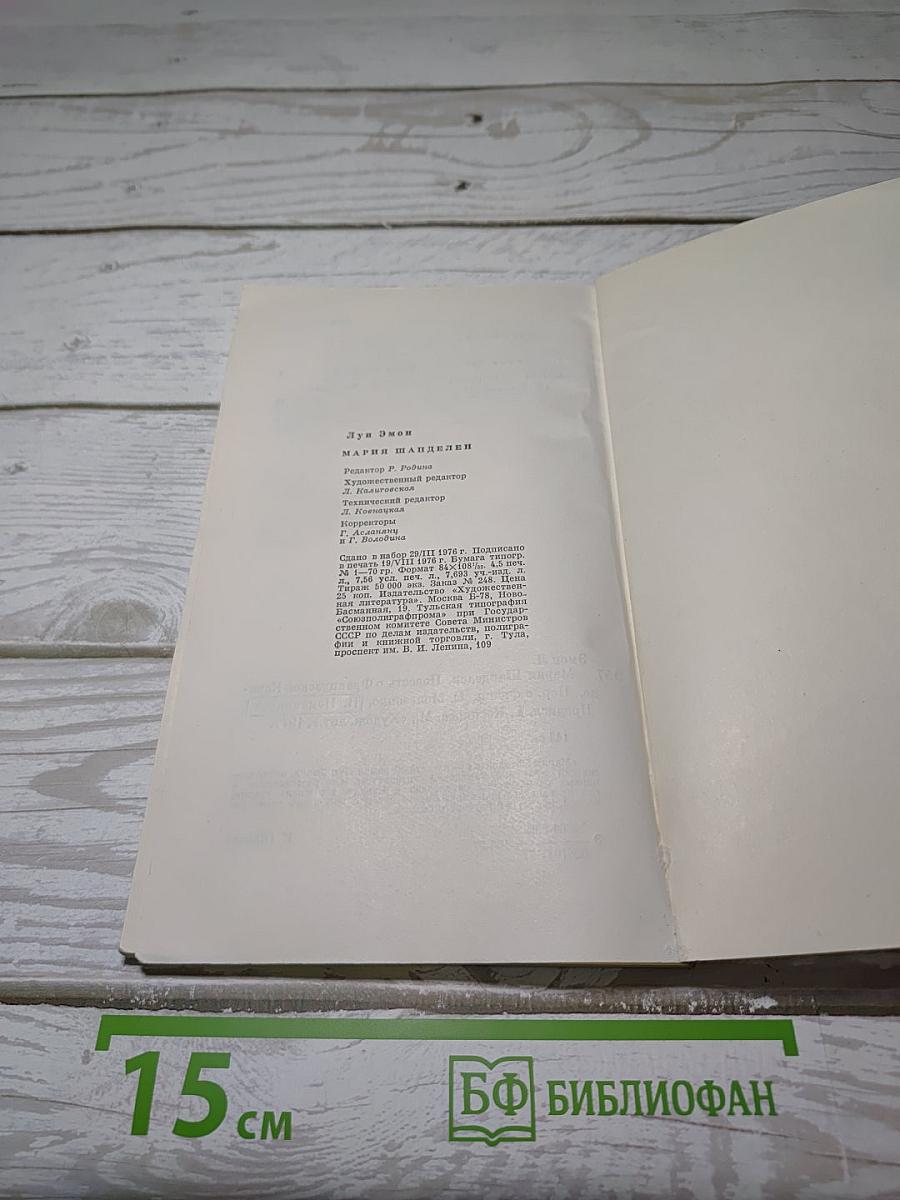 Луи Эмон
МАРИЯ ШАПДЕЛЕН
Редактор Р. Родина
Художественный редактор
Л. Калитовская
Технический редактор
Л. Ковнацкая
Корректоры
Г. Асланянц
и Г. Володина
Сдано в набор 29/III 1976 г. Подписано
в печать 19/VIII 1976 г. Бумага типогр.
№ 1—70 гр. Формат 84×108¹/₃₂. 4,5 печ.
л., 7,56 усл. печ. л., 7,693 уч.-изд. л.
Тираж 50 000 экз. Заказ № 248. Цена
25 коп. Издательство «Художествен-
ная литература». Москва Б-78, Ново-
Басманная, 19. Тульская типография
«Союзполиграфпрома» при Государ-
ственном комитете Совета Министров
СССР по делам издательств, полигра-
фии и книжной торговли, г. Тула,
проспект им. В. И. Ленина, 109
15 см
БФ БИБЛИОФАН